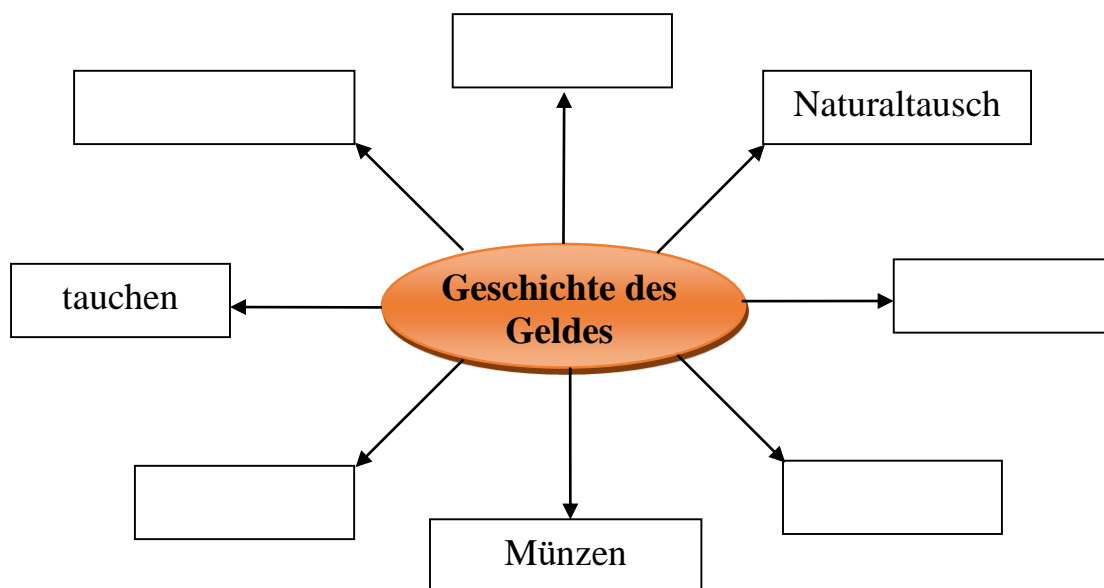 Naturaltausch
tauchen
Geschichte des
Geldes
Münzen